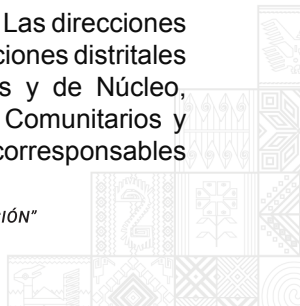 Las direcciones
ciones distritales
s y de Núcleo,
Comunitarios y
corresponsables
IÓN"